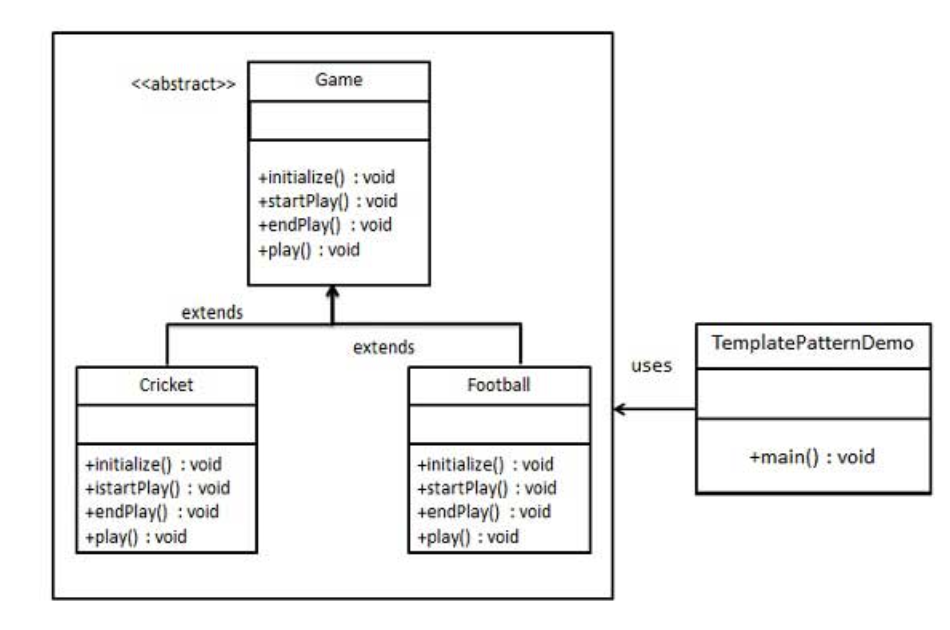 <<abstract>>
Game
+initialize() : void
+startPlay() : void
+endPlay() : void
+play() : void
extends
extends
Cricket
+initialize() : void
+istartPlay() : void
+endPlay() : void
+play() : void
Football
+initialize() : void
+startPlay() : void
+endPlay() : void
+play() : void
uses
TemplatePatternDemo
+main() : void